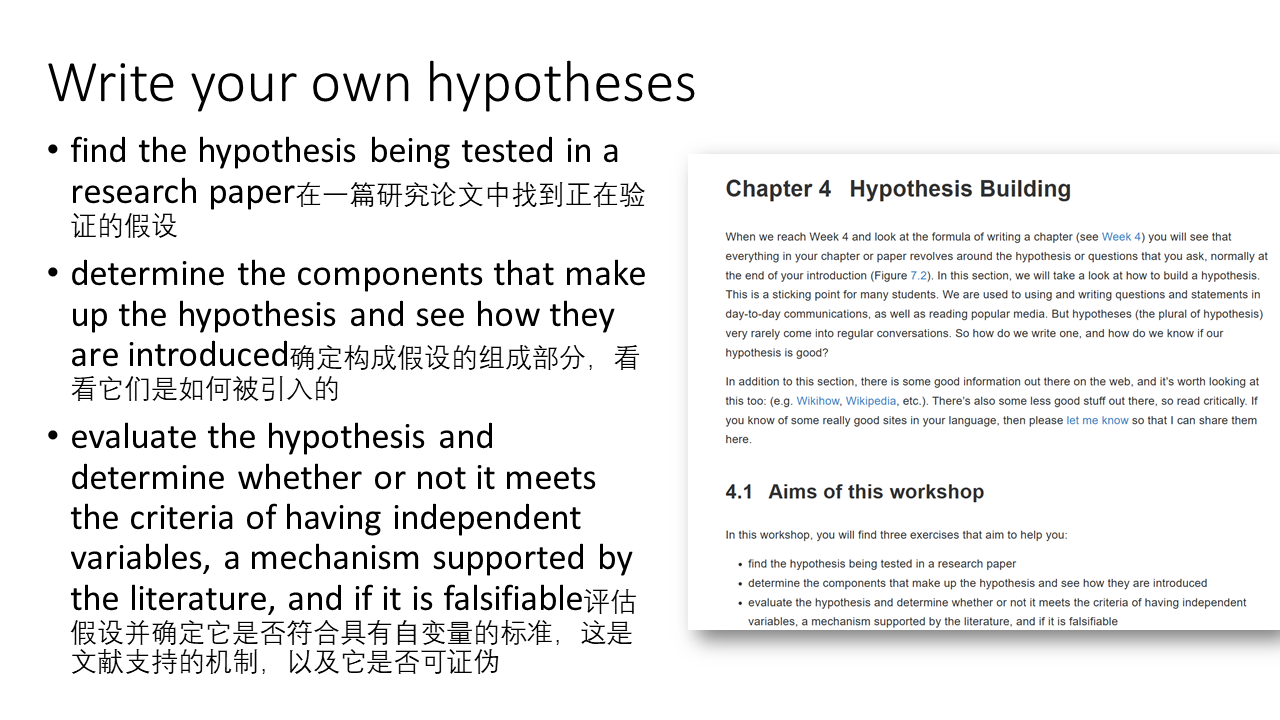 Write your own hypotheses
• find the hypothesis being tested in a
research paper在一篇研究论文中找到正在验
证的假设
• determine the components that make
up the hypothesis and see how they
are introduced确定构成假设的组成部分，看
看它们是如何被引入的
• evaluate the hypothesis and
determine whether or not it meets
the criteria of having independent
variables, a mechanism supported by
the literature, and if it is falsifiable评估
假设并确定它是否符合具有自变量的标准，这是
文献支持的机制，以及它是否可证伪
Chapter 4 Hypothesis Building
When we reach Week 4 and look at the formula of writing a chapter (see Week 4) you will see that
everything in your chapter or paper revolves around the hypothesis or questions that you ask, normally at
the end of your introduction (Figure 7.2). In this section, we will take a look at how to build a hypothesis.
This is a sticking point for many students. We are used to using and writing questions and statements in
day-to-day communications, as well as reading popular media. But hypotheses (the plural of hypothesis)
very rarely come into regular conversations. So how do we write one, and how do we know if our
hypothesis is good?
In addition to this section, there is some good information out there on the web, and it's worth looking at
this too: (e.g. Wikihow, Wikipedia, etc.). There's also some less good stuff out there, so read critically. If
you know of some really good sites in your language, then please let me know so that I can share them
here.
4.1 Aims of this workshop
In this workshop, you will find three exercises that aim to help you:
• find the hypothesis being tested in a research paper
• determine the components that make up the hypothesis and see how they are introduced
• evaluate the hypothesis and determine whether or not it meets the criteria of having independent
variables, a mechanism supported by the literature, and if it is falsifiable